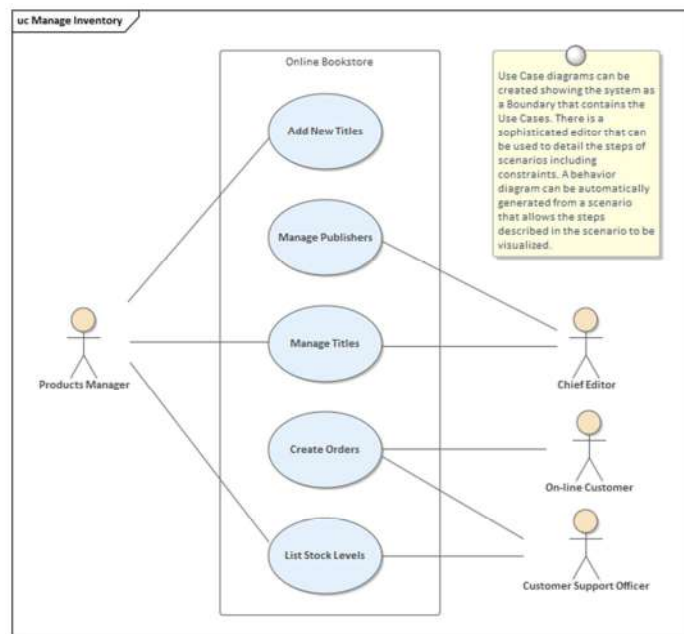 uc Manage Inventory
Online Bookstore
Use Case diagrams can be
created showing the system as
a Boundary that contains the
Use Cases. There is a
sophisticated editor that can
be used to detail the steps of
scenarios including
constraints. A behavior
diagram can be automatically
generated from a scenario
that allows the steps
described in the scenario to be
visualized.
Add New Titles
Manage Publishers
Manage Titles
Products Manager
Chief Editor
Create Orders
On-line Customer
List Stock Levels
Customer Support Officer